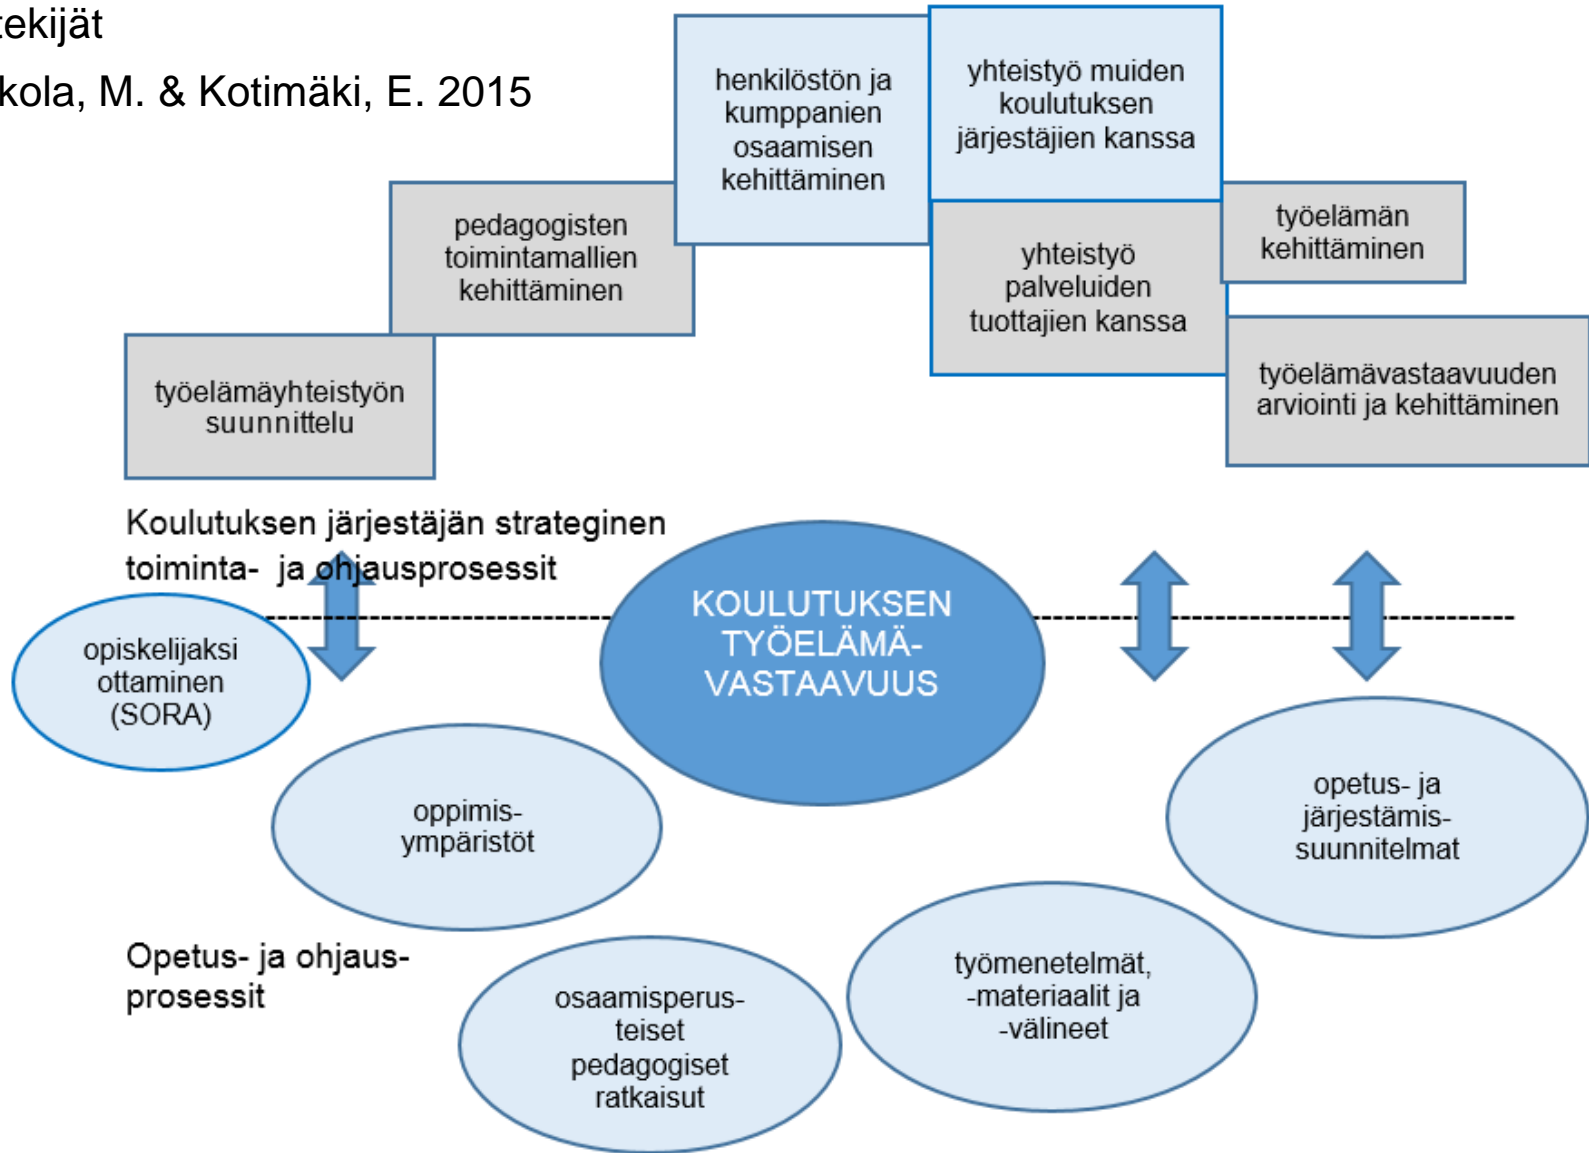 tekijät
kola, M. & Kotimäki, E. 2015
henkilöstön ja
kumppanien
osaamisen
kehittäminen
yhteistyö muiden
koulutuksen
järjestäjien kanssa
pedagogisten
toimintamallien
kehittäminen
yhteistyö
palveluiden
tuottajien kanssa
työelämän
kehittäminen
työelämäyhteistyön
suunnittelu
työelämävastaavuuden
arviointi ja kehittäminen
Koulutuksen järjestäjän strateginen
toiminta- ja ohjausprosessit
KOULUTUKSEN
TYÖELÄMÄ-
VASTAAVUUS
opiskelijaksi
ottaminen
(SORA)
oppimis-
ympäristöt
opetus- ja
järjestämis-
suunnitelmat
Opetus- ja ohjaus-
prosessit
osaamisperus-
teiset
pedagogiset
ratkaisut
työmenetelmät,
-materiaalit ja
-välineet